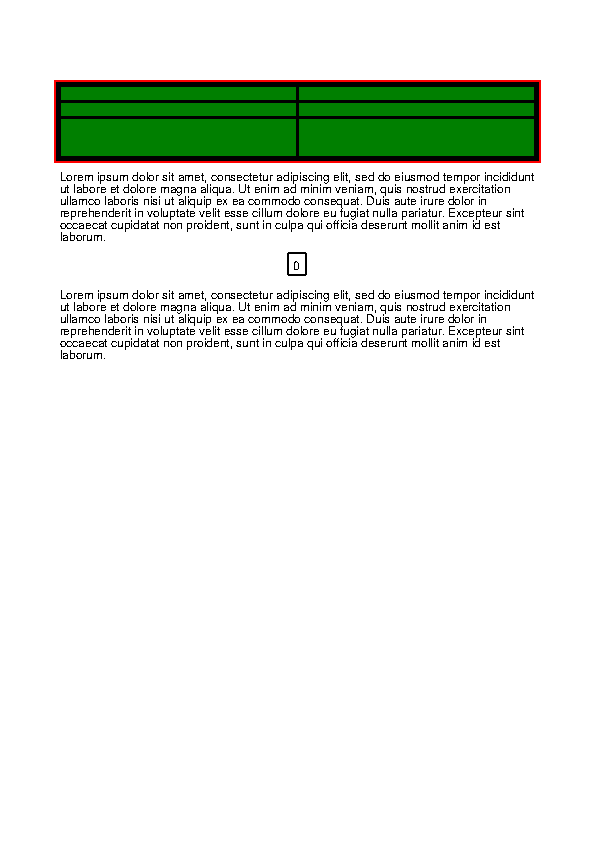 Lorem ipsum dolor sit amet, consectetur adipiscing elit, sed do eiusmod tempor incididunt
ut labore et dolore magna aliqua. Ut enim ad minim veniam, quis nostrud exercitation
ullamco laboris nisi ut aliquip ex ea commodo consequat. Duis aute irure dolor in
reprehenderit in voluptate velit esse cillum dolore eu fugiat nulla pariatur. Excepteur sint
occaecat cupidatat non proident, sunt in culpa qui officia deserunt mollit anim id est
laborum.
0
Lorem ipsum dolor sit amet, consectetur adipiscing elit, sed do eiusmod tempor incididunt
ut labore et dolore magna aliqua. Ut enim ad minim veniam, quis nostrud exercitation
ullamco laboris nisi ut aliquip ex ea commodo consequat. Duis aute irure dolor in
reprehenderit in voluptate velit esse cillum dolore eu fugiat nulla pariatur. Excepteur sint
occaecat cupidatat non proident, sunt in culpa qui officia deserunt mollit anim id est
laborum.